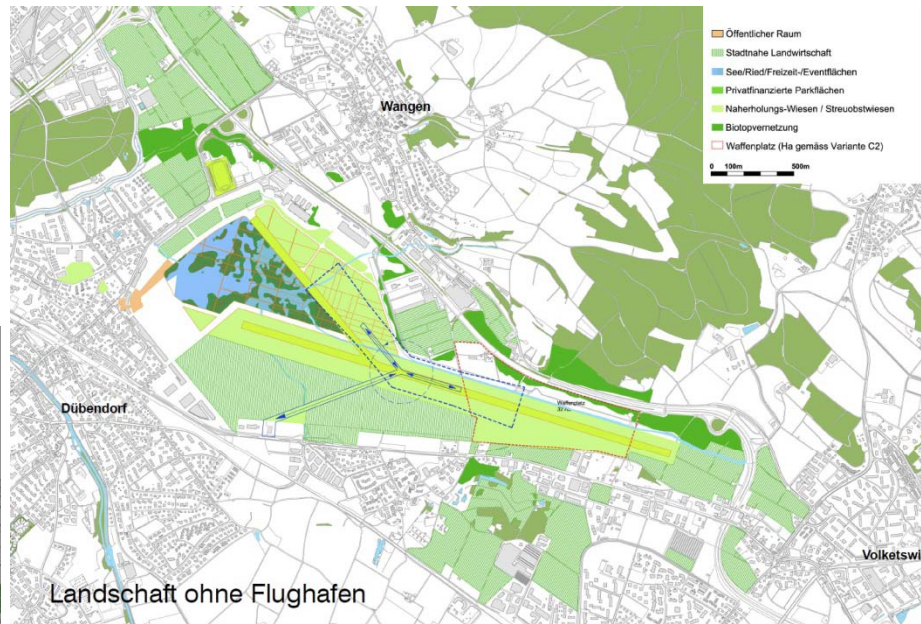 Öffentlicher Raum
Stadtnahe Landwirtschaft
See/Ried/Freizeit-/Eventflächen
Privatfinanzierte Parkflächen
Naherholungs-Wiesen / Streuobstwiesen
Biotopvernetzung
Waffenplatz (Ha gemäss Variante C2)
0 100m 500m
Wangen
Waffenplatz
Dübendorf
Volketswi
Landschaft ohne Flughafen